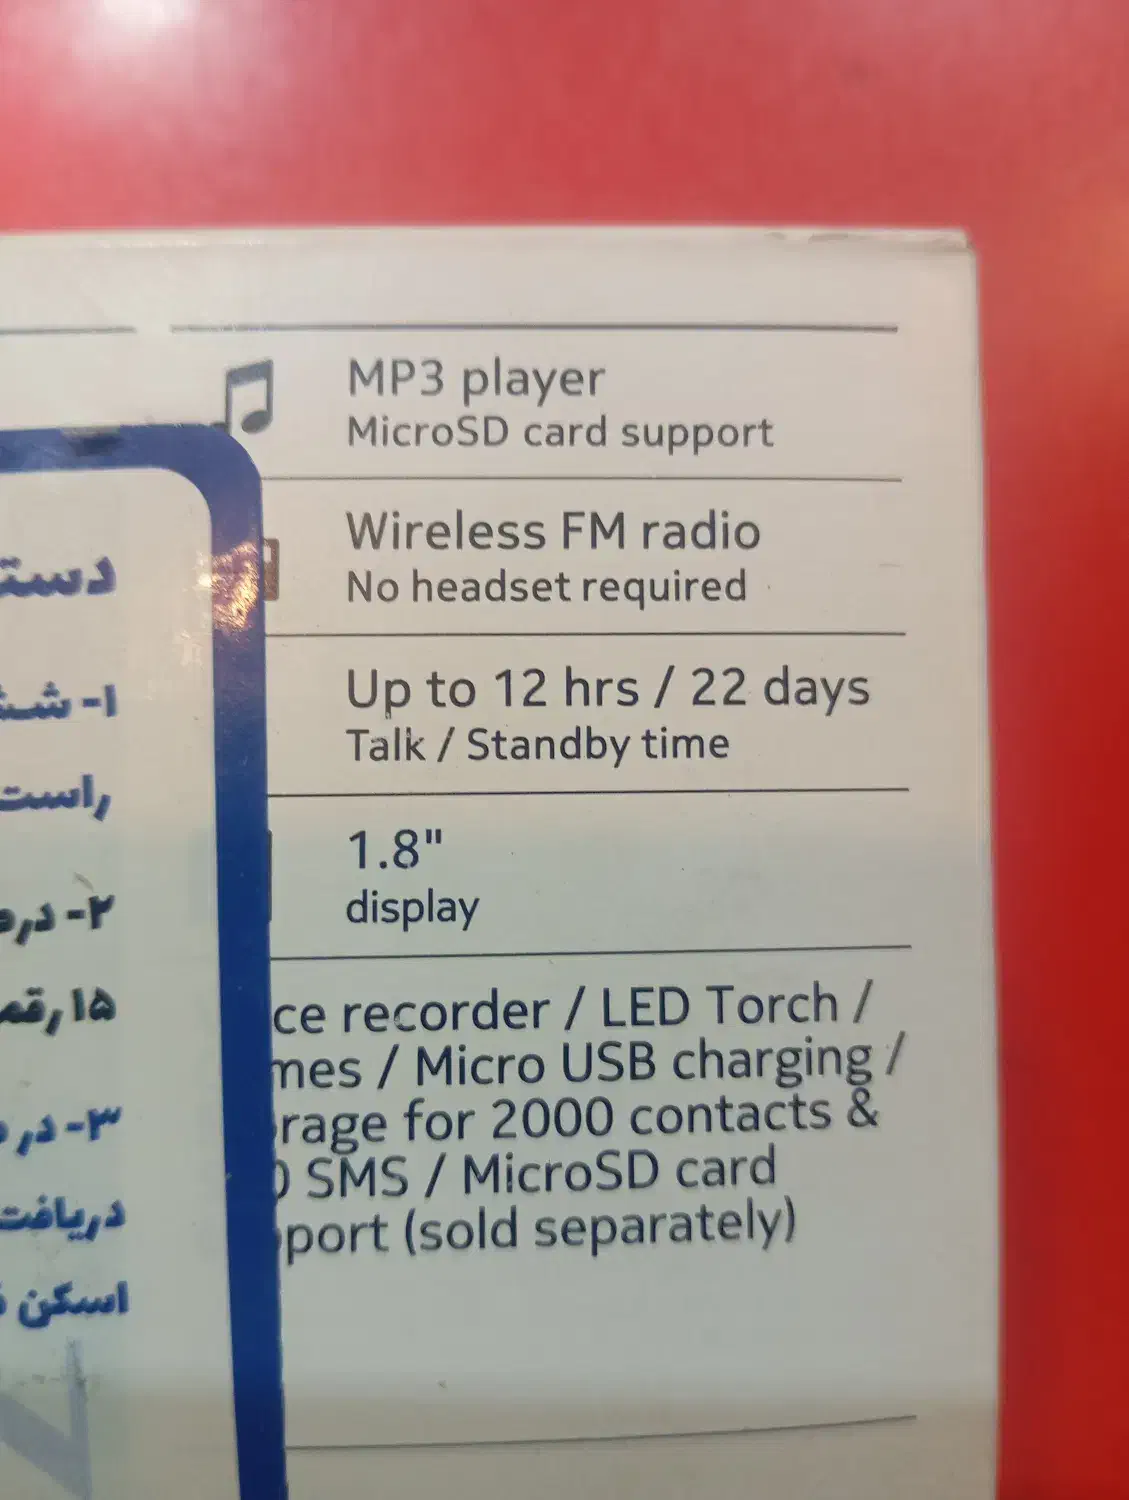 MP3 player
MicroSD card support
Wireless FM radio
No headset required
Up to 12 hrs / 22 days
Talk / Standby time
1.8"
display
ce recorder / LED Torch /
mes / Micro USB charging /
rage for 2000 contacts &
SMS / MicroSD card
port (sold separately)
دست
۱- شش
راست
۲- در
۱۵ رقم
۳- در
دریافت
اسکن